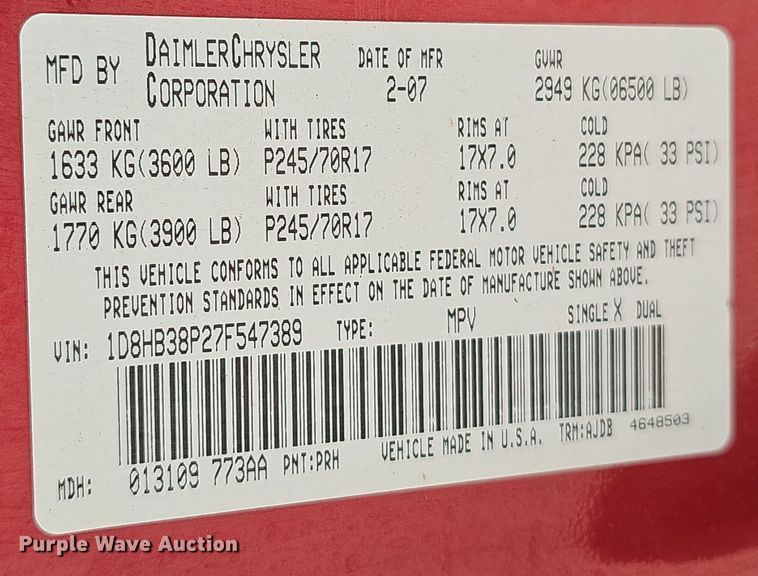 MFD BY DAIMLERCHRYSLER CORPORATION DATE OF MFR 2-07 GVWR 2949 KG(06500 LB)
GAWR FRONT WITH TIRES RIMS AT COLD
1633 KG(3600 LB) P245/70R17 17X7.0 228 KPA( 33 PSI)
GAWR REAR WITH TIRES RIMS AT COLD
1770 KG(3900 LB) P245/70R17 17X7.0 228 KPA( 33 PSI)
THIS VEHICLE CONFORMS TO ALL APPLICABLE FEDERAL MOTOR VEHICLE SAFETY AND THEFT
PREVENTION STANDARDS IN EFFECT ON THE DATE OF MANUFACTURE SHOWN ABOVE.
VIN: 1D8HB38P27F547389 TYPE: MPV SINGLE X DUAL
MDH: 013109 773AA PNT:PRH VEHICLE MADE IN U.S.A. TRM:AJDB 4648503
Purple Wave Auction